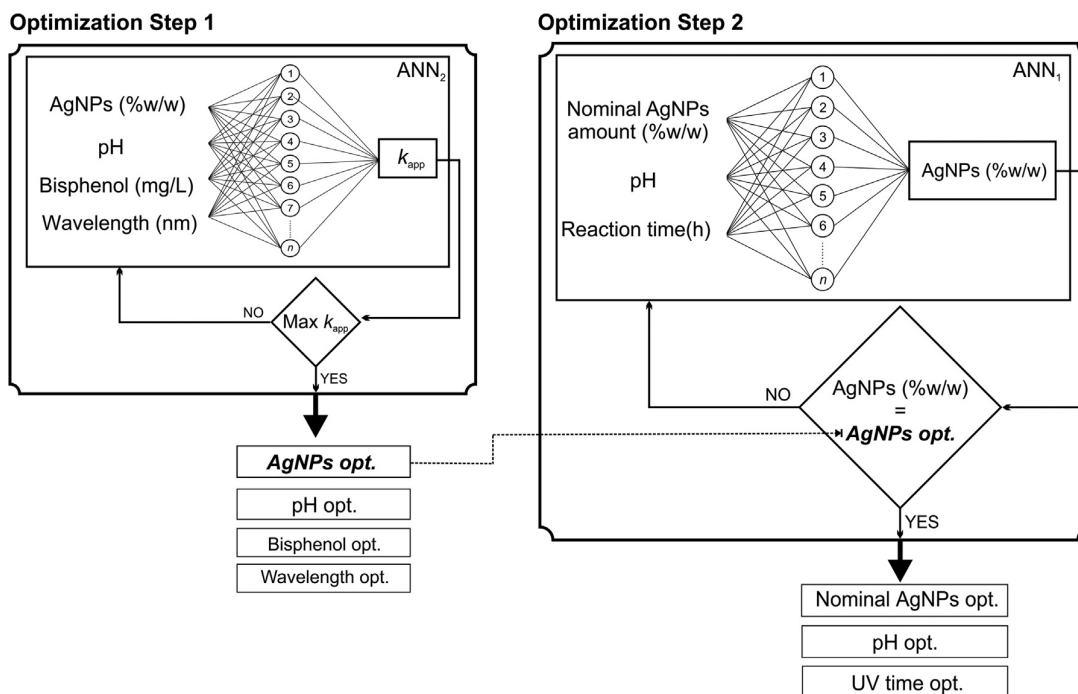 Optimization Step 1
ANN2
AgNPs (%w/w)
pH
Bisphenol (mg/L)
Wavelength (nm)
1
2
3
4
5
6
7
n
kapp
NO
Max kapp
YES
AgNPs opt.
pH opt.
Bisphenol opt.
Wavelength opt.
Optimization Step 2
ANN1
Nominal AgNPs
amount (%w/w)
pH
Reaction time(h)
1
2
3
4
5
6
n
AgNPs (%w/w)
NO
AgNPs (%w/w)
=
AgNPs opt.
YES
Nominal AgNPs opt.
pH opt.
UV time opt.